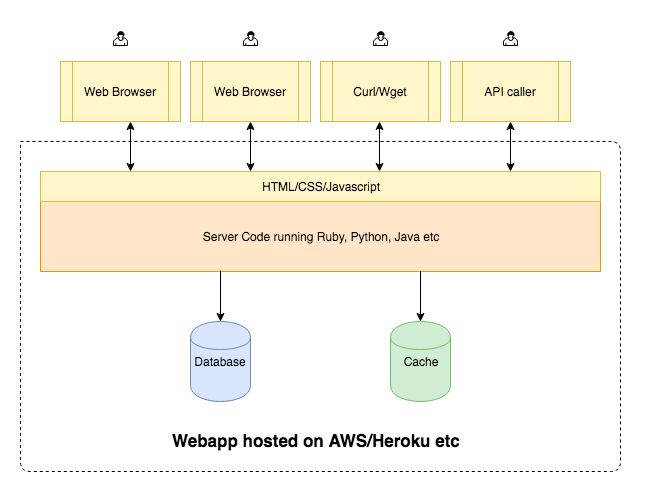 Web Browser
Web Browser
Curl/Wget
API caller
HTML/CSS/Javascript
Server Code running Ruby, Python, Java etc
Database
Cache
Webapp hosted on AWS/Heroku etc